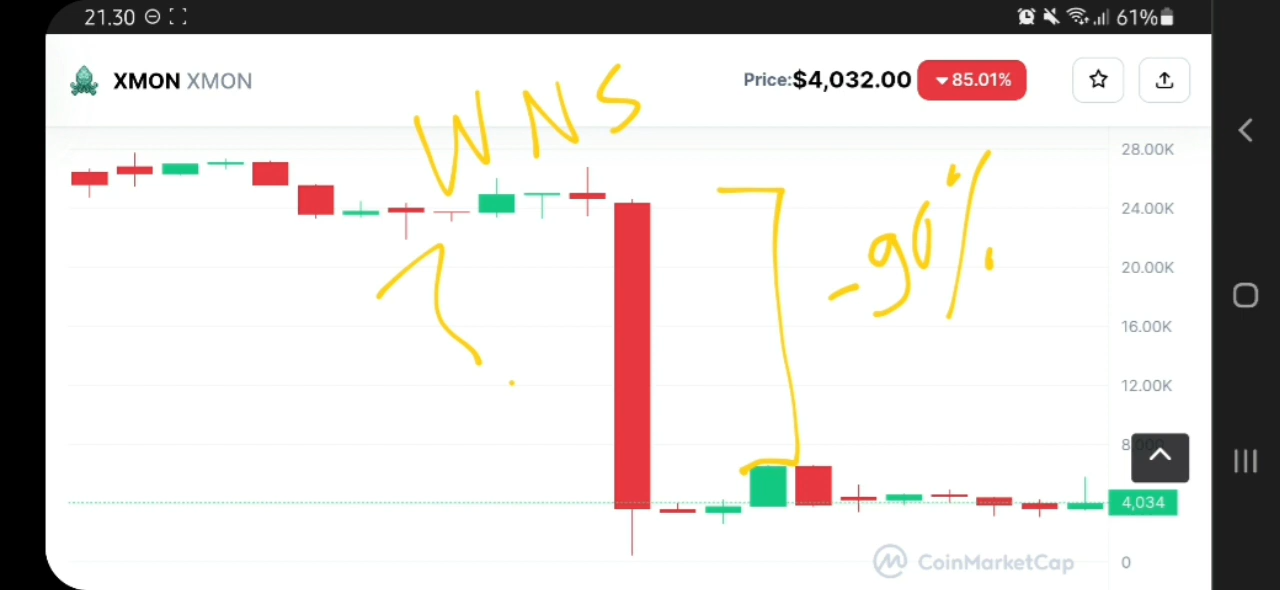 21.30 61%
XMON XMON Price:$4,032.00 85.01%
WNS
28.00K
24.00K
-90%
20.00K
?
16.00K
12.00K
4,034
CoinMarketCap 0